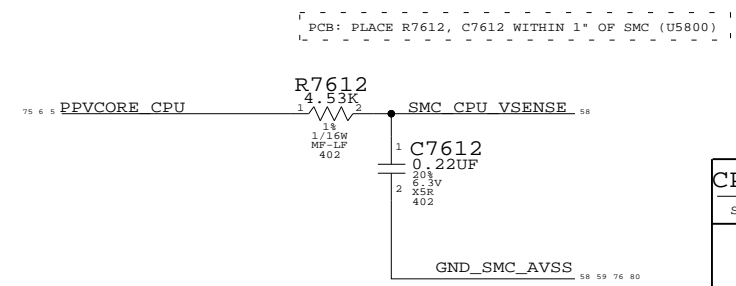 PCB: PLACE R7612, C7612 WITHIN 1" OF SMC (U5800)
R7612
4.53K
75 6 5 PPVCORE_CPU 1 2 SMC_CPU_VSENSE 58
1%
1/16W
MF-LF
402
1 C7612
0.22UF
20%
6.3V
2 X5R
402
GND_SMC_AVSS 58 59 76 80